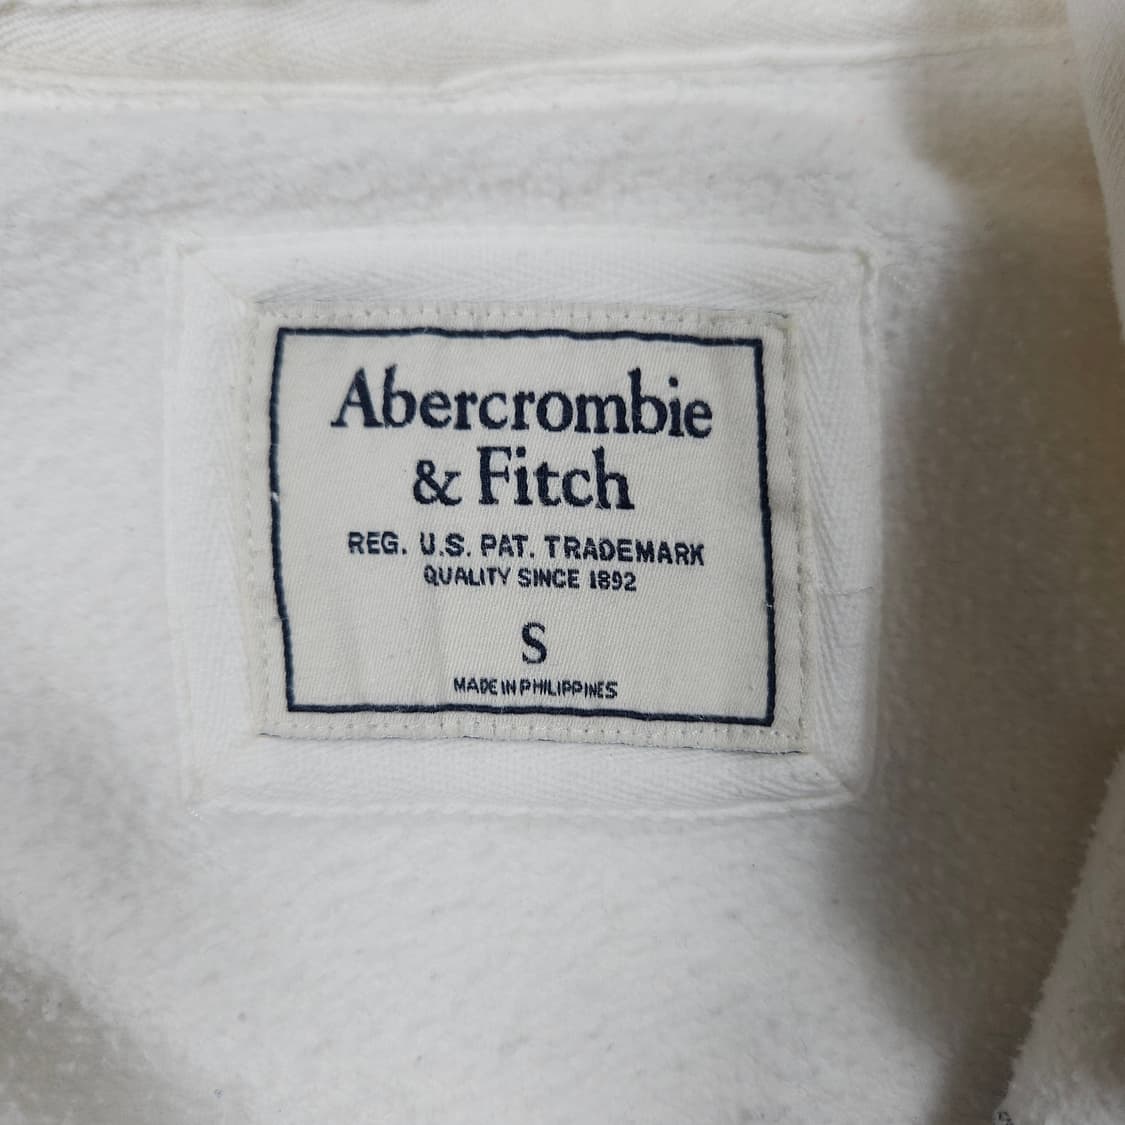 Abercrombie
& Fitch
REG. U.S. PAT. TRADEMARK
QUALITY SINCE 1892
S
MADE IN PHILIPPINES